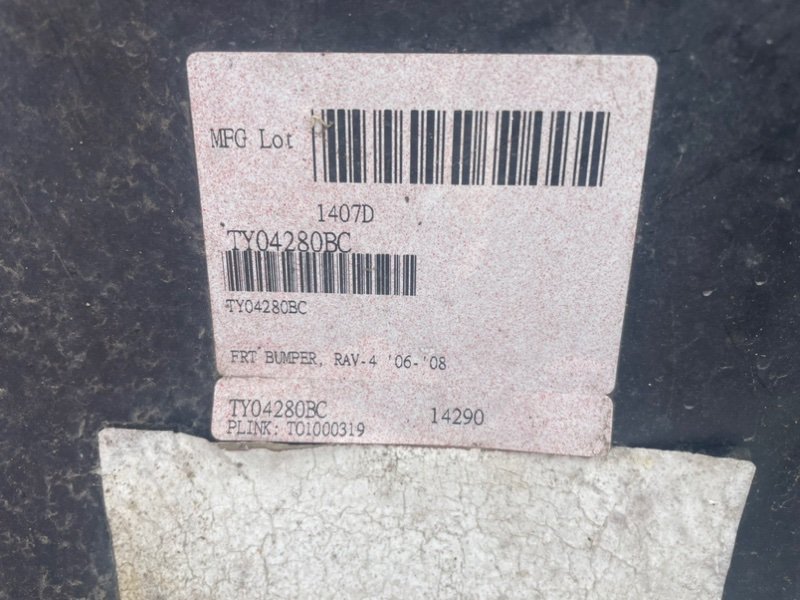 MFG Lot
1407D
TY04280BC
TY04280BC
FRT BUMPER, RAV-4 '06-'08
TY04280BC 14290
PLINK: TO1000319